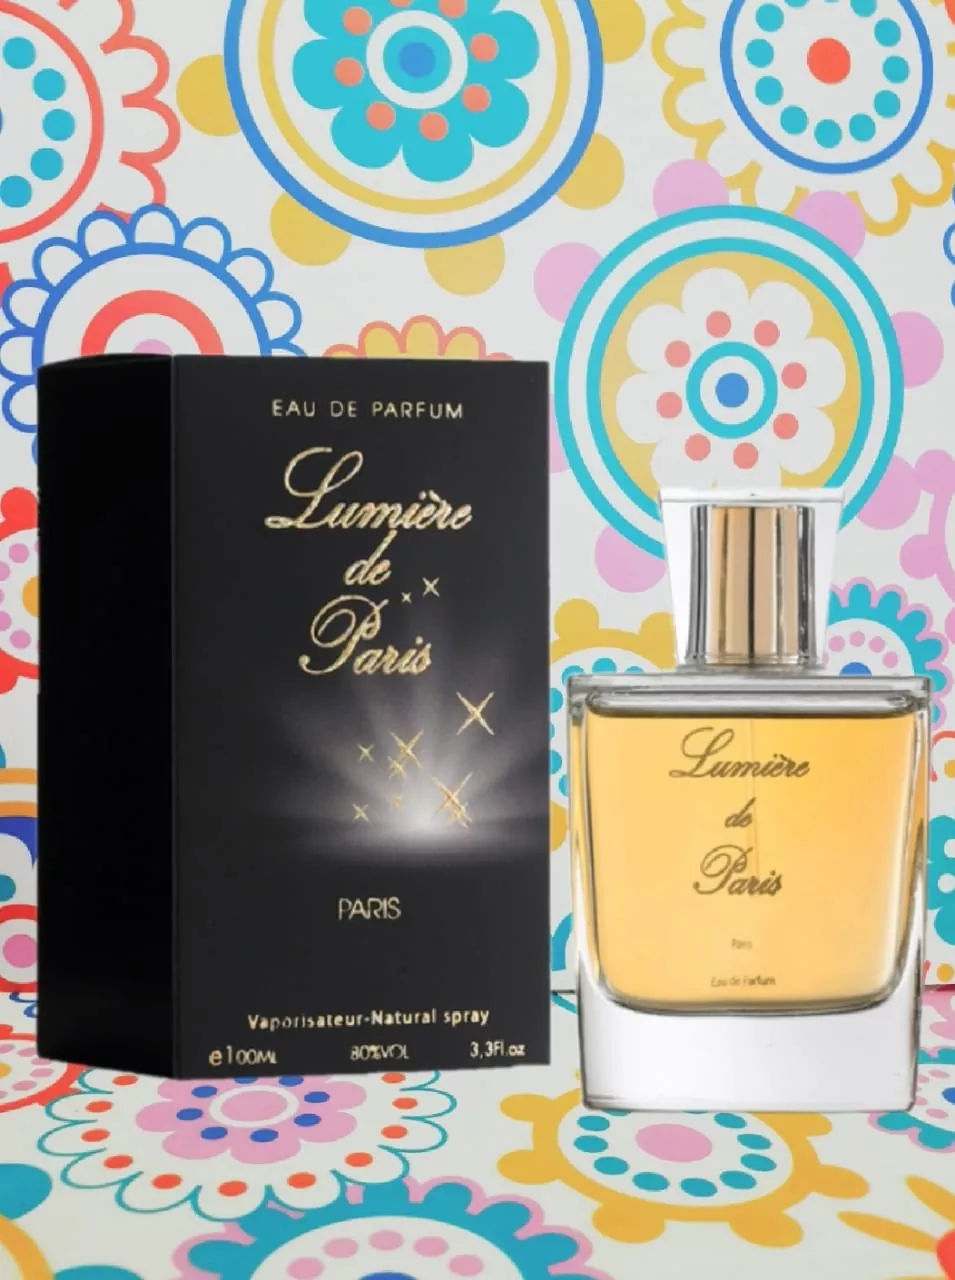 EAU DE PARFUM
Lumière
de
Paris
PARIS
Vaporisateur-Natural spray
e100ML 80%VOL 3,3Fl.oz
Lumière
de
Paris
Paris
Eau de Parfum